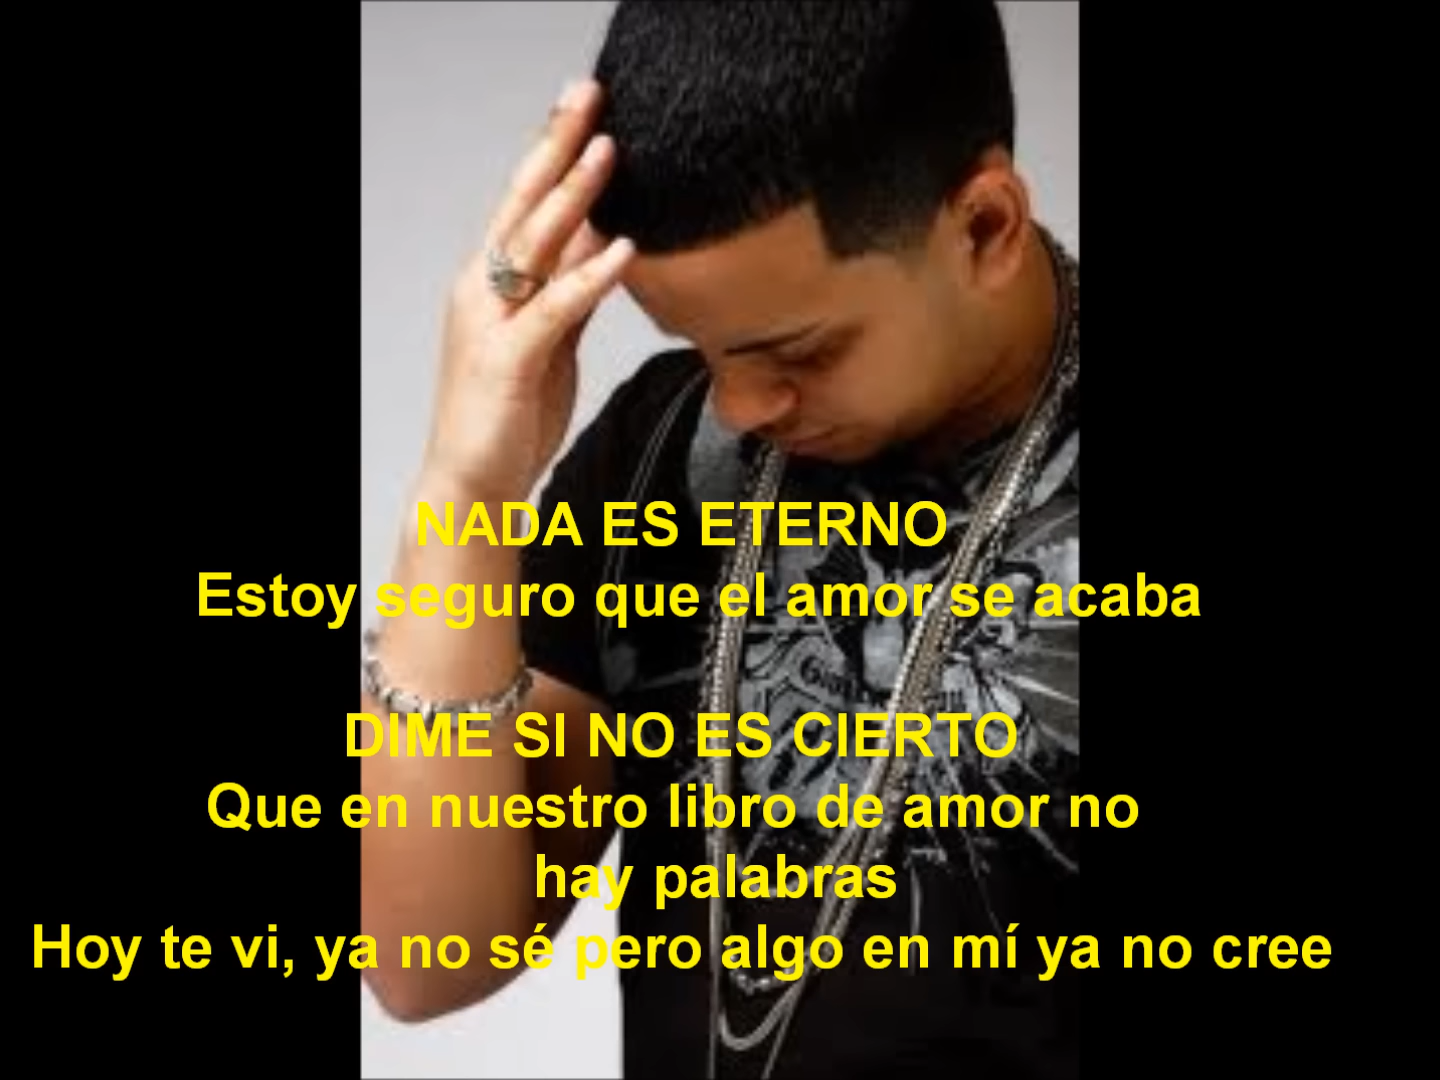 NADA ES ETERNO
Estoy seguro que el amor se acaba
DIME SI NO ES CIERTO
Que en nuestro libro de amor no
hay palabras
Hoy te vi, ya no sé pero algo en mí ya no cree